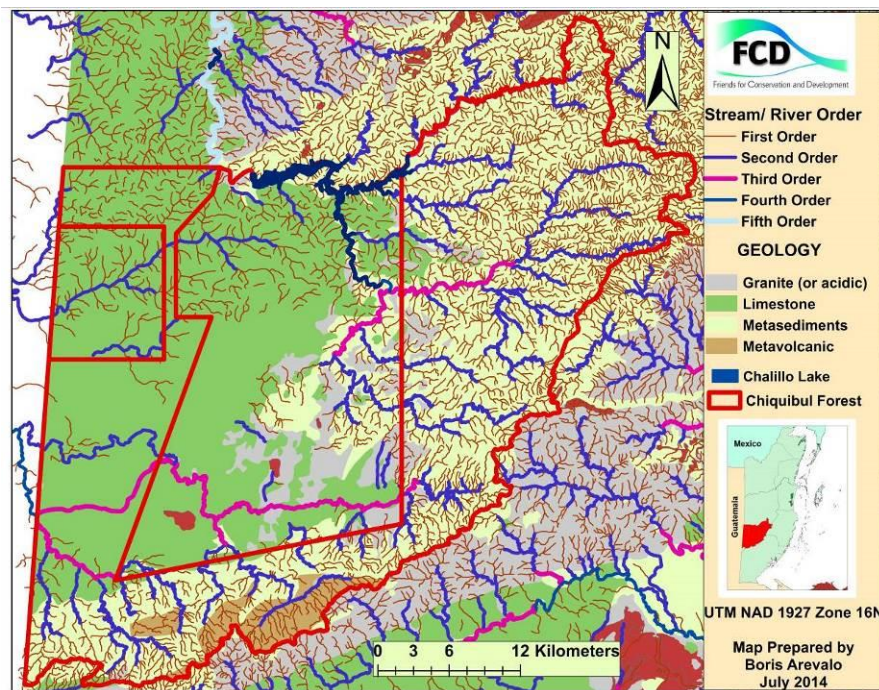 N
FCD
Friends for Conservation and Development
Stream/ River Order
First Order
Second Order
Third Order
Fourth Order
Fifth Order
GEOLOGY
Granite (or acidic)
Limestone
Metasediments
Metavolcanic
Chalillo Lake
Chiquibul Forest
Mexico
Guatemala
UTM NAD 1927 Zone 16N
0 3 6 12 Kilometers
Map Prepared by
Boris Arevalo
July 2014